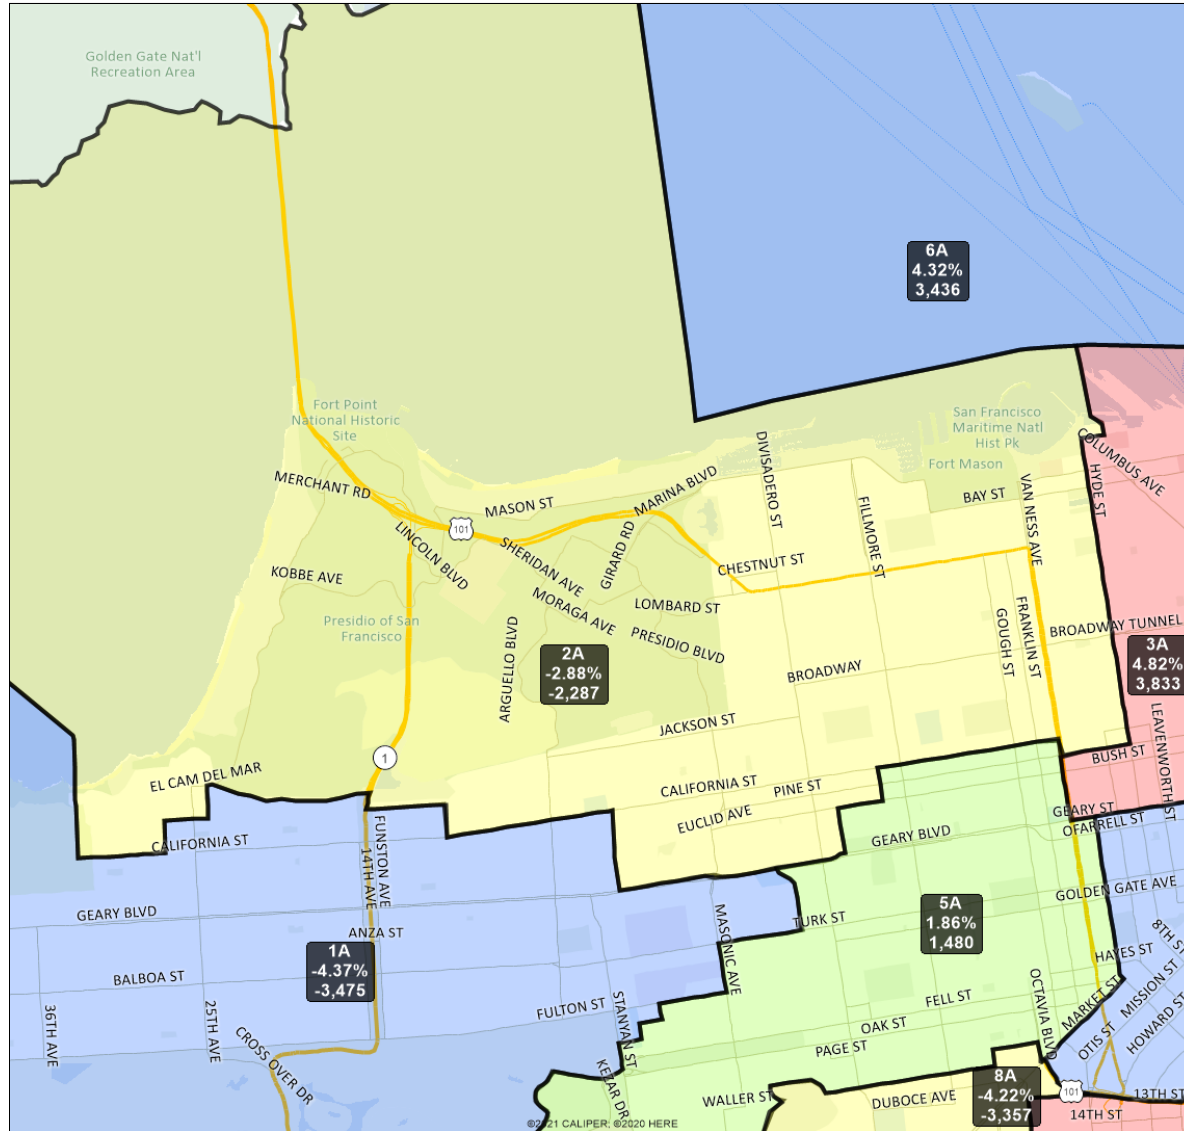 Golden Gate Nat'l
Recreation Area
6A
4.32%
3,436
Fort Point
National Historic
Site
San Francisco
Maritime Natl
Hist Pk
Fort Mason
COLUMBUS AVE
HYDE ST
DIVISADERO ST
MERCHANT RD
MASON ST
MARINA BLVD
BAY ST
VAN NESS AVE
FILLMORE ST
101
LINCOLN BLVD
SHERIDAN AVE
GIRARD RD
CHESTNUT ST
KOBBE AVE
MORAGA AVE
LOMBARD ST
Presidio of San
Francisco
PRESIDIO BLVD
ARGUELLO BLVD
GOUGH ST
FRANKLIN ST
BROADWAY TUNNEL
2A
-2.88%
-2,287
BROADWAY
3A
4.82%
3,833
JACKSON ST
LEAVENWORTH ST
1
EL CAM DEL MAR
BUSH ST
CALIFORNIA ST
PINE ST
EUCLID AVE
GEARY ST
OFARRELL ST
CALIFORNIA ST
FUNSTON AVE
14TH AVE
GEARY BLVD
GEARY BLVD
GOLDEN GATE AVE
TURK ST
5A
1.86%
1,480
ANZA ST
MASONIC AVE
8TH ST
1A
-4.37%
-3,475
BALBOA ST
HAYES ST
MISSION ST
FULTON ST
STANYAN ST
FELL ST
OCTAVIA BLVD
MARKET ST
HOWARD ST
36TH AVE
25TH AVE
CROSS OVER DR
OAK ST
PAGE ST
OTIS ST
KEZAR DR
WALLER ST
DUBOCE AVE
8A
-4.22%
-3,357
101
13TH ST
14TH ST
©2021 CALIPER; ©2020 HERE